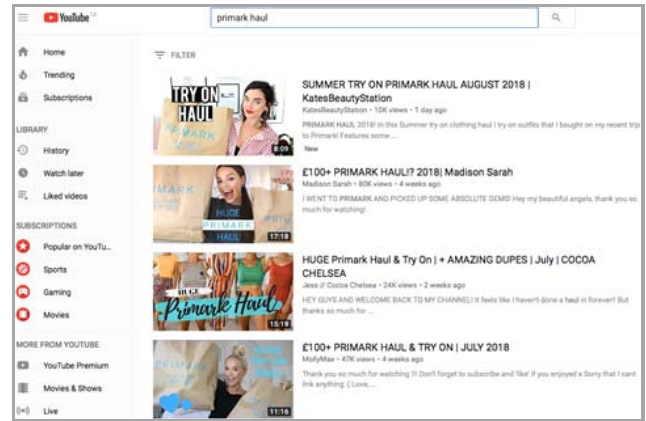 YouTube
primark haul
Home
Trending
Subscriptions
LIBRARY
History
Watch later
Liked videos
SUBSCRIPTIONS
Popular on YouTu...
Sports
Gaming
Movies
MORE FROM YOUTUBE
YouTube Premium
Movies & Shows
Live
FILTER
TRY ON
HAUL
8:09
SUMMER TRY ON PRIMARK HAUL AUGUST 2018 |
KatesBeautyStation
KatesBeautyStation • 10K views • 1 day ago
PRIMARK HAUL 2018! In this Summer try on clothing haul I try on outfits that I bought on my recent trip
to Primark! Features some ...
New
PRIMARK
HUGE
PRIMARK
HAUL
17:18
£100+ PRIMARK HAUL!? 2018| Madison Sarah
Madison Sarah • 80K views • 4 weeks ago
I WENT TO PRIMARK AND PICKED UP SOME ABSOLUTE GEMS! Hey my beautiful angels, thank you so
much for watching!
HUGE
Primark Haul
15:19
HUGE Primark Haul & Try On | + AMAZING DUPES | July | COCOA
CHELSEA
Jess // Cocoa Chelsea • 24K views • 2 weeks ago
HEY GUYS AND WELCOME BACK TO MY CHANNEL! It feels like I haven't done a haul in forever!! But
thanks so much for ...
11:16
£100+ PRIMARK HAUL & TRY ON | JULY 2018
MollyMae • 47K views • 4 weeks ago
Thank you so much for watching !!! Don't forget to subscribe and 'like' if you enjoyed x Sorry that I cant
link anything :( Love, ...